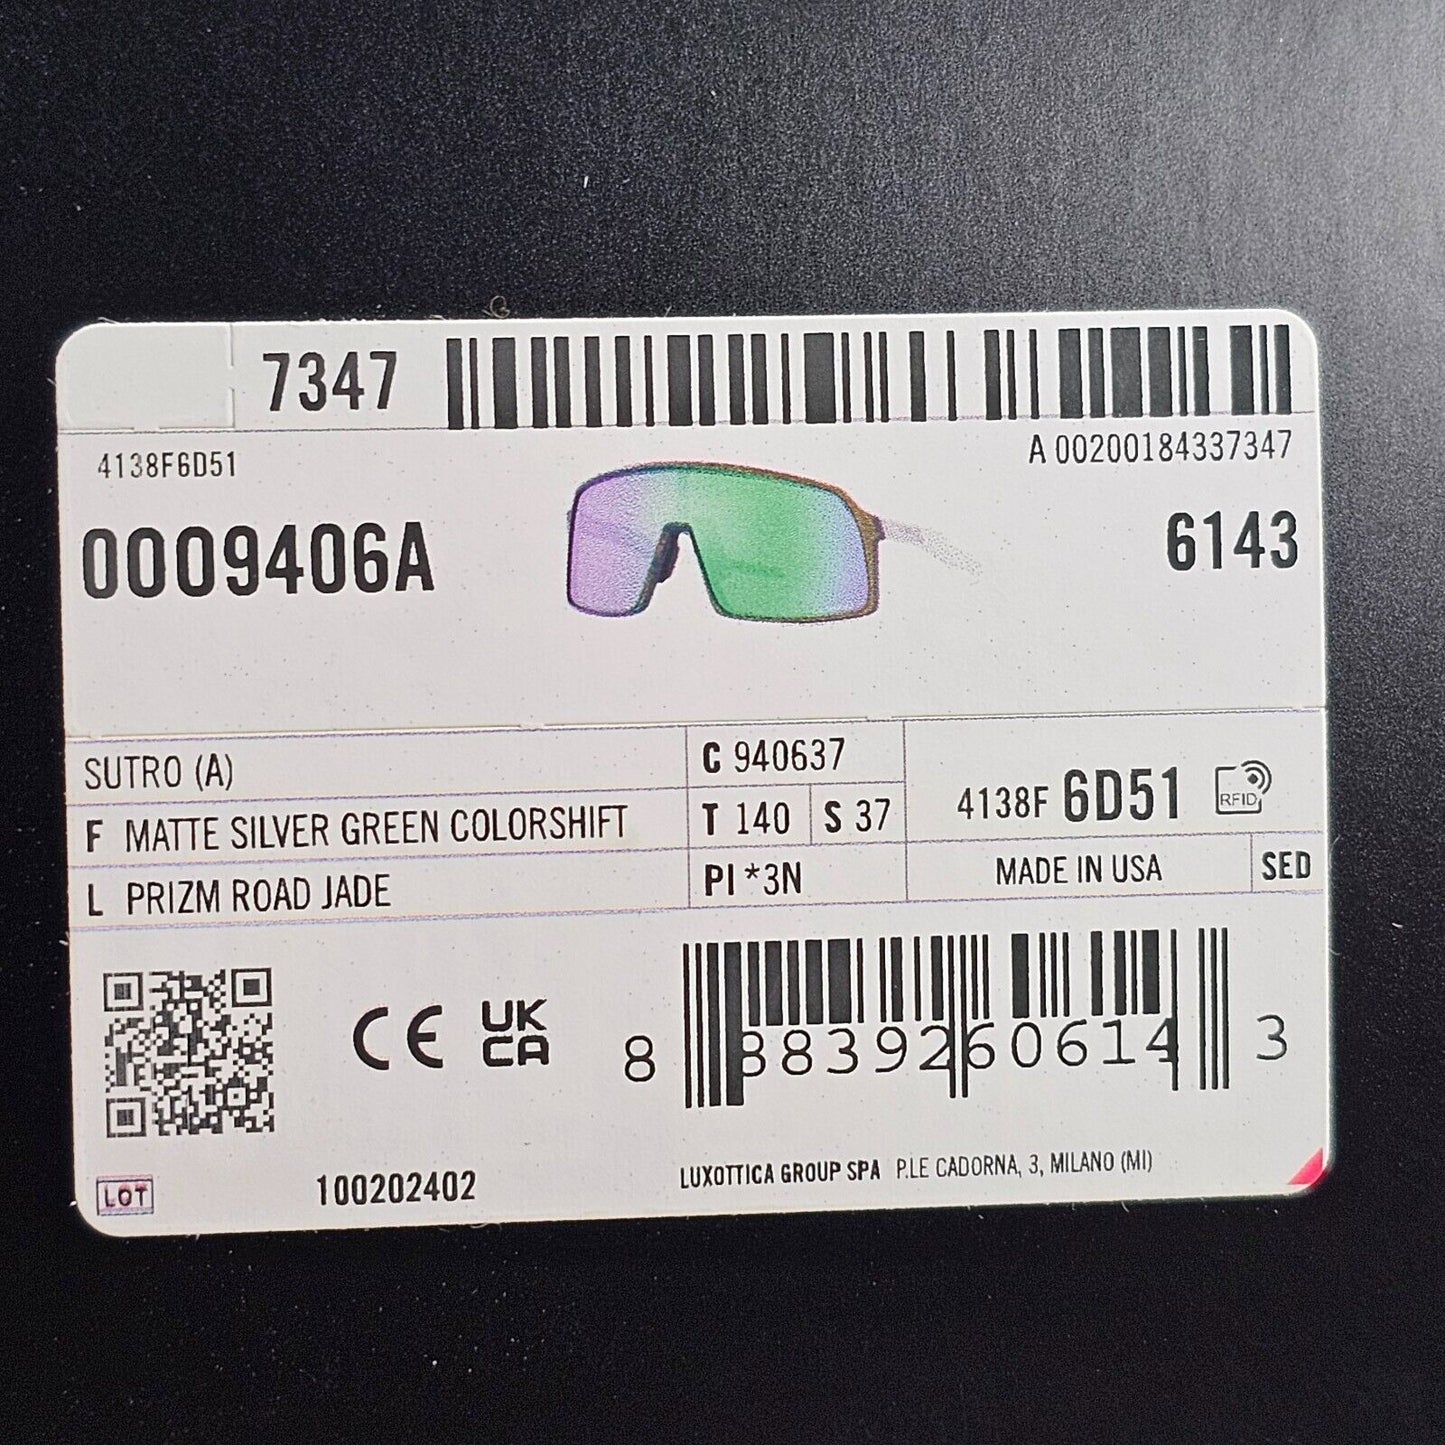 7347
A 00200184337347
4138F6D51
0009406A
6143
SUTRO (A)
C 940637
4138F 6D51
RFID
F MATTE SILVER GREEN COLORSHIFT
T 140 S 37
L PRIZM ROAD JADE
PI *3N
MADE IN USA
SED
CE UK
CA
8 883926 0614 3
LOT
100202402
LUXOTTICA GROUP SPA P.LE CADORNA, 3, MILANO (MI)